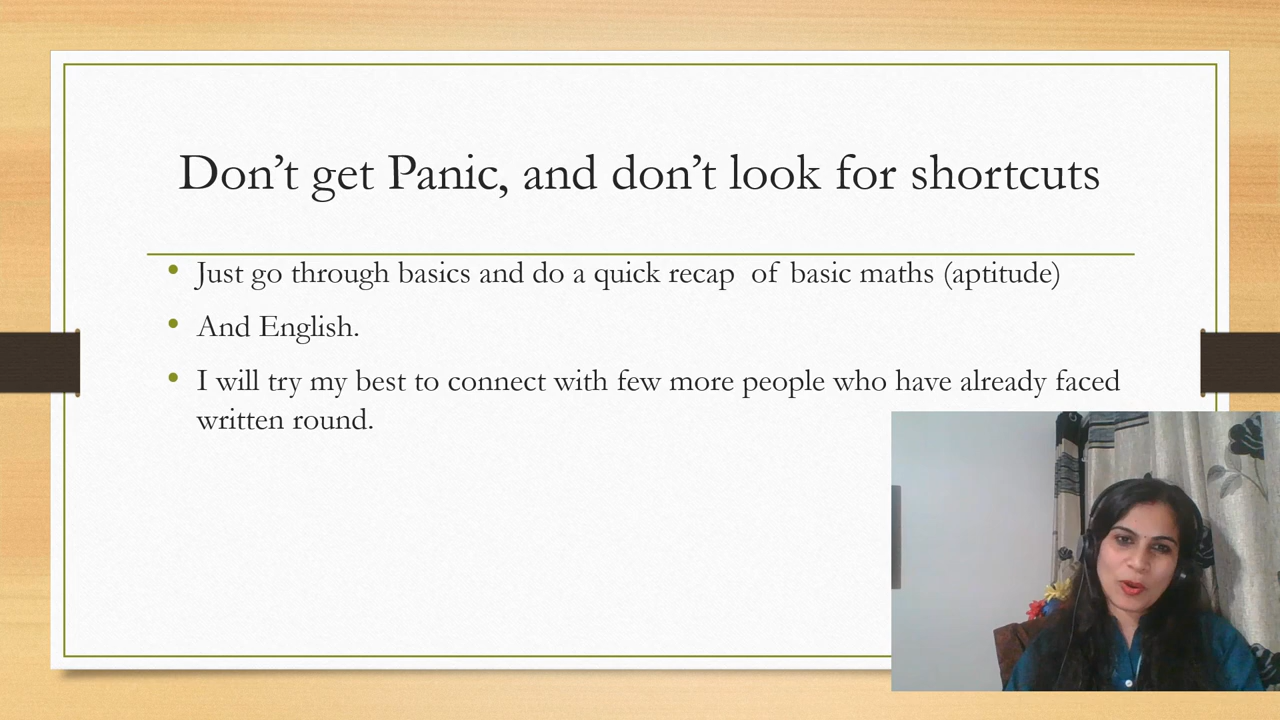 Don’t get Panic, and don’t look for shortcuts
• Just go through basics and do a quick recap  of basic maths (aptitude)
• And English.
• I will try my best to connect with few more people who have already faced
written round.